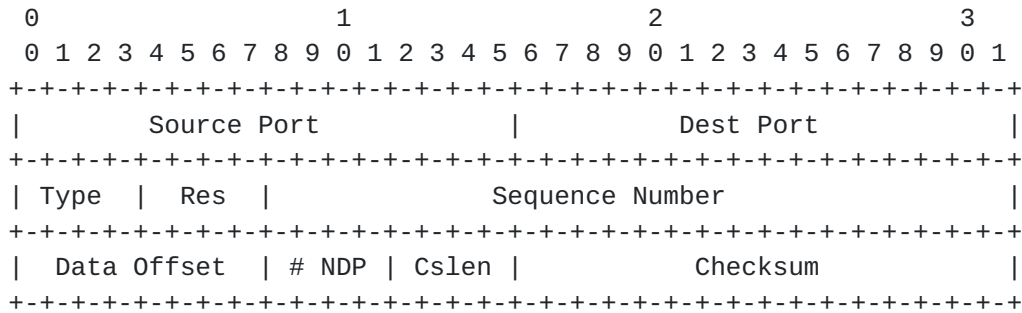 0                   1                   2                   3
 0 1 2 3 4 5 6 7 8 9 0 1 2 3 4 5 6 7 8 9 0 1 2 3 4 5 6 7 8 9 0 1
+-+-+-+-+-+-+-+-+-+-+-+-+-+-+-+-+-+-+-+-+-+-+-+-+-+-+-+-+-+-+-+-+
|        Source Port            |          Dest Port            |
+-+-+-+-+-+-+-+-+-+-+-+-+-+-+-+-+-+-+-+-+-+-+-+-+-+-+-+-+-+-+-+-+
| Type  |  Res  |              Sequence Number                  |
+-+-+-+-+-+-+-+-+-+-+-+-+-+-+-+-+-+-+-+-+-+-+-+-+-+-+-+-+-+-+-+-+
|  Data Offset  | # NDP | Cslen |           Checksum            |
+-+-+-+-+-+-+-+-+-+-+-+-+-+-+-+-+-+-+-+-+-+-+-+-+-+-+-+-+-+-+-+-+